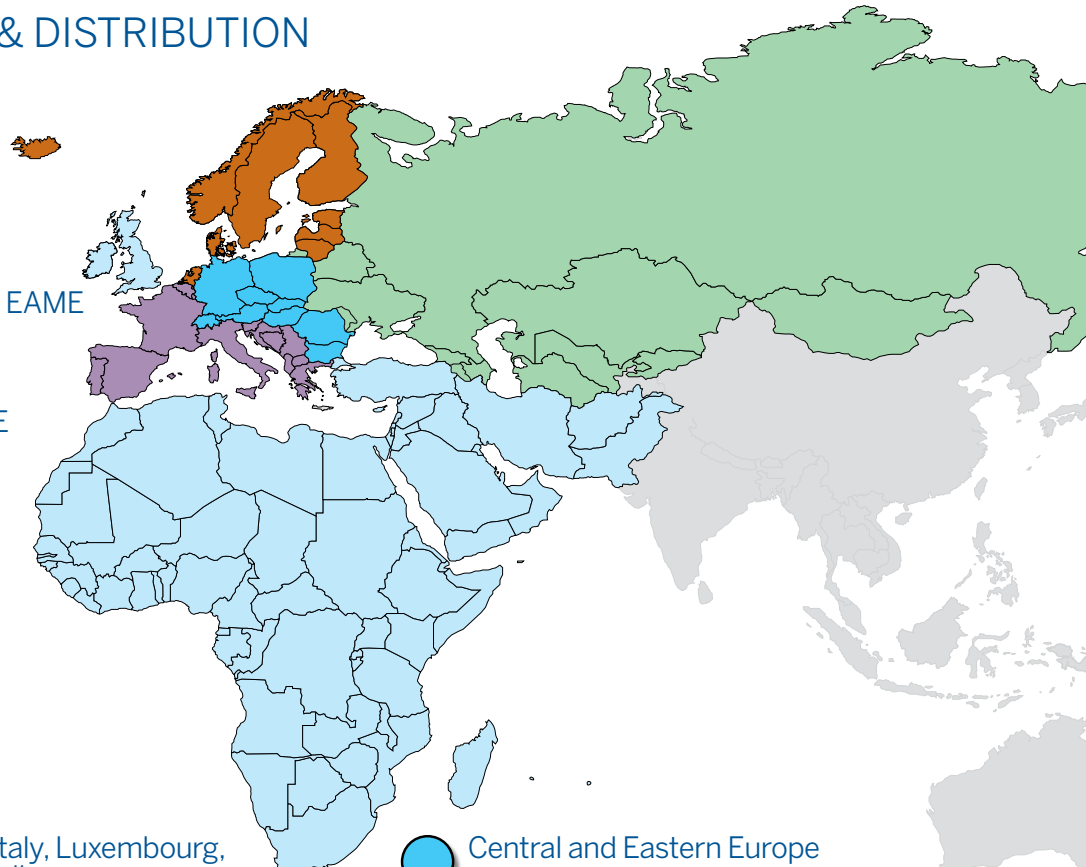 & DISTRIBUTION
EAME
E
taly, Luxembourg,
Central and Eastern Europe